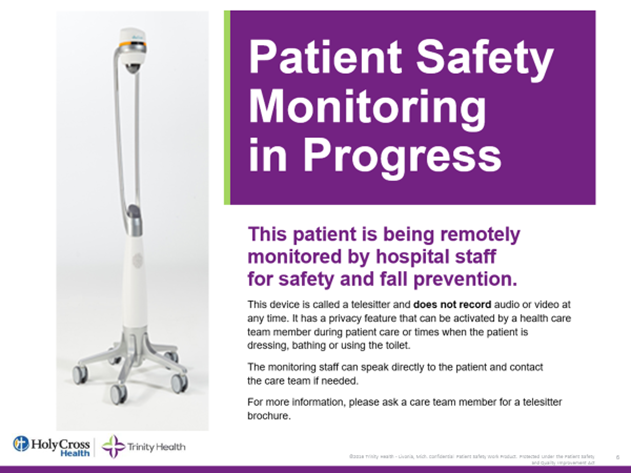 Patient Safety
Monitoring
in Progress
This patient is being remotely
monitored by hospital staff
for safety and fall prevention.
This device is called a telesitter and does not record audio or video at
any time. It has a privacy feature that can be activated by a health care
team member during patient care or times when the patient is
dressing, bathing or using the toilet.
The monitoring staff can speak directly to the patient and contact
the care team if needed.
For more information, please ask a care team member for a telesitter
brochure.
HolyCross
Health
Trinity Health
©2024 Trinity Health - Livonia, Mich. Confidential Patient Safety Work Product. Protected under the Patient Safety
and Quality Improvement Act
6